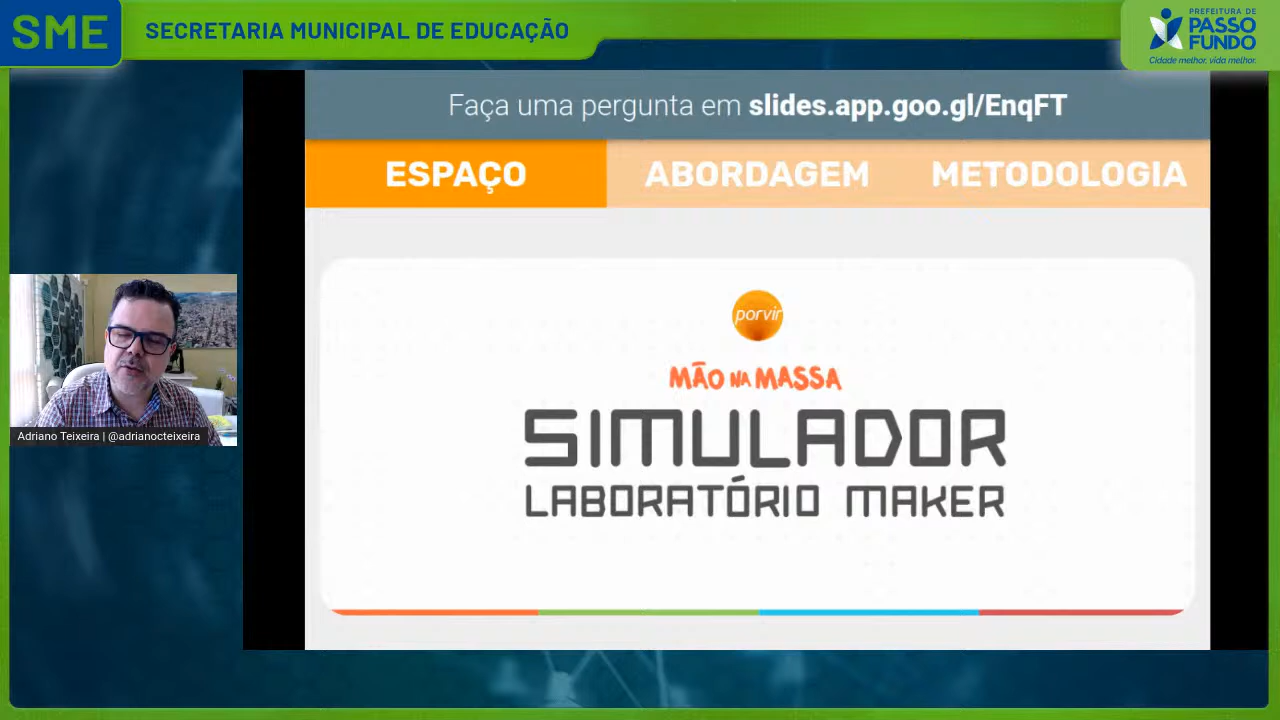 SME
SECRETARIA MUNICIPAL DE EDUCAÇÃO
PREFEITURA DE
PASSO
FUNDO
Cidade melhor, vida melhor.
Faça uma pergunta em slides.app.goo.gl/EnqFT
ESPAÇO
ABORDAGEM
METODOLOGIA
porvir
MÃO NA MASSA
SIMULADOR
LABORATÓRIO MAKER
Adriano Teixeira | @adrianocteixeira